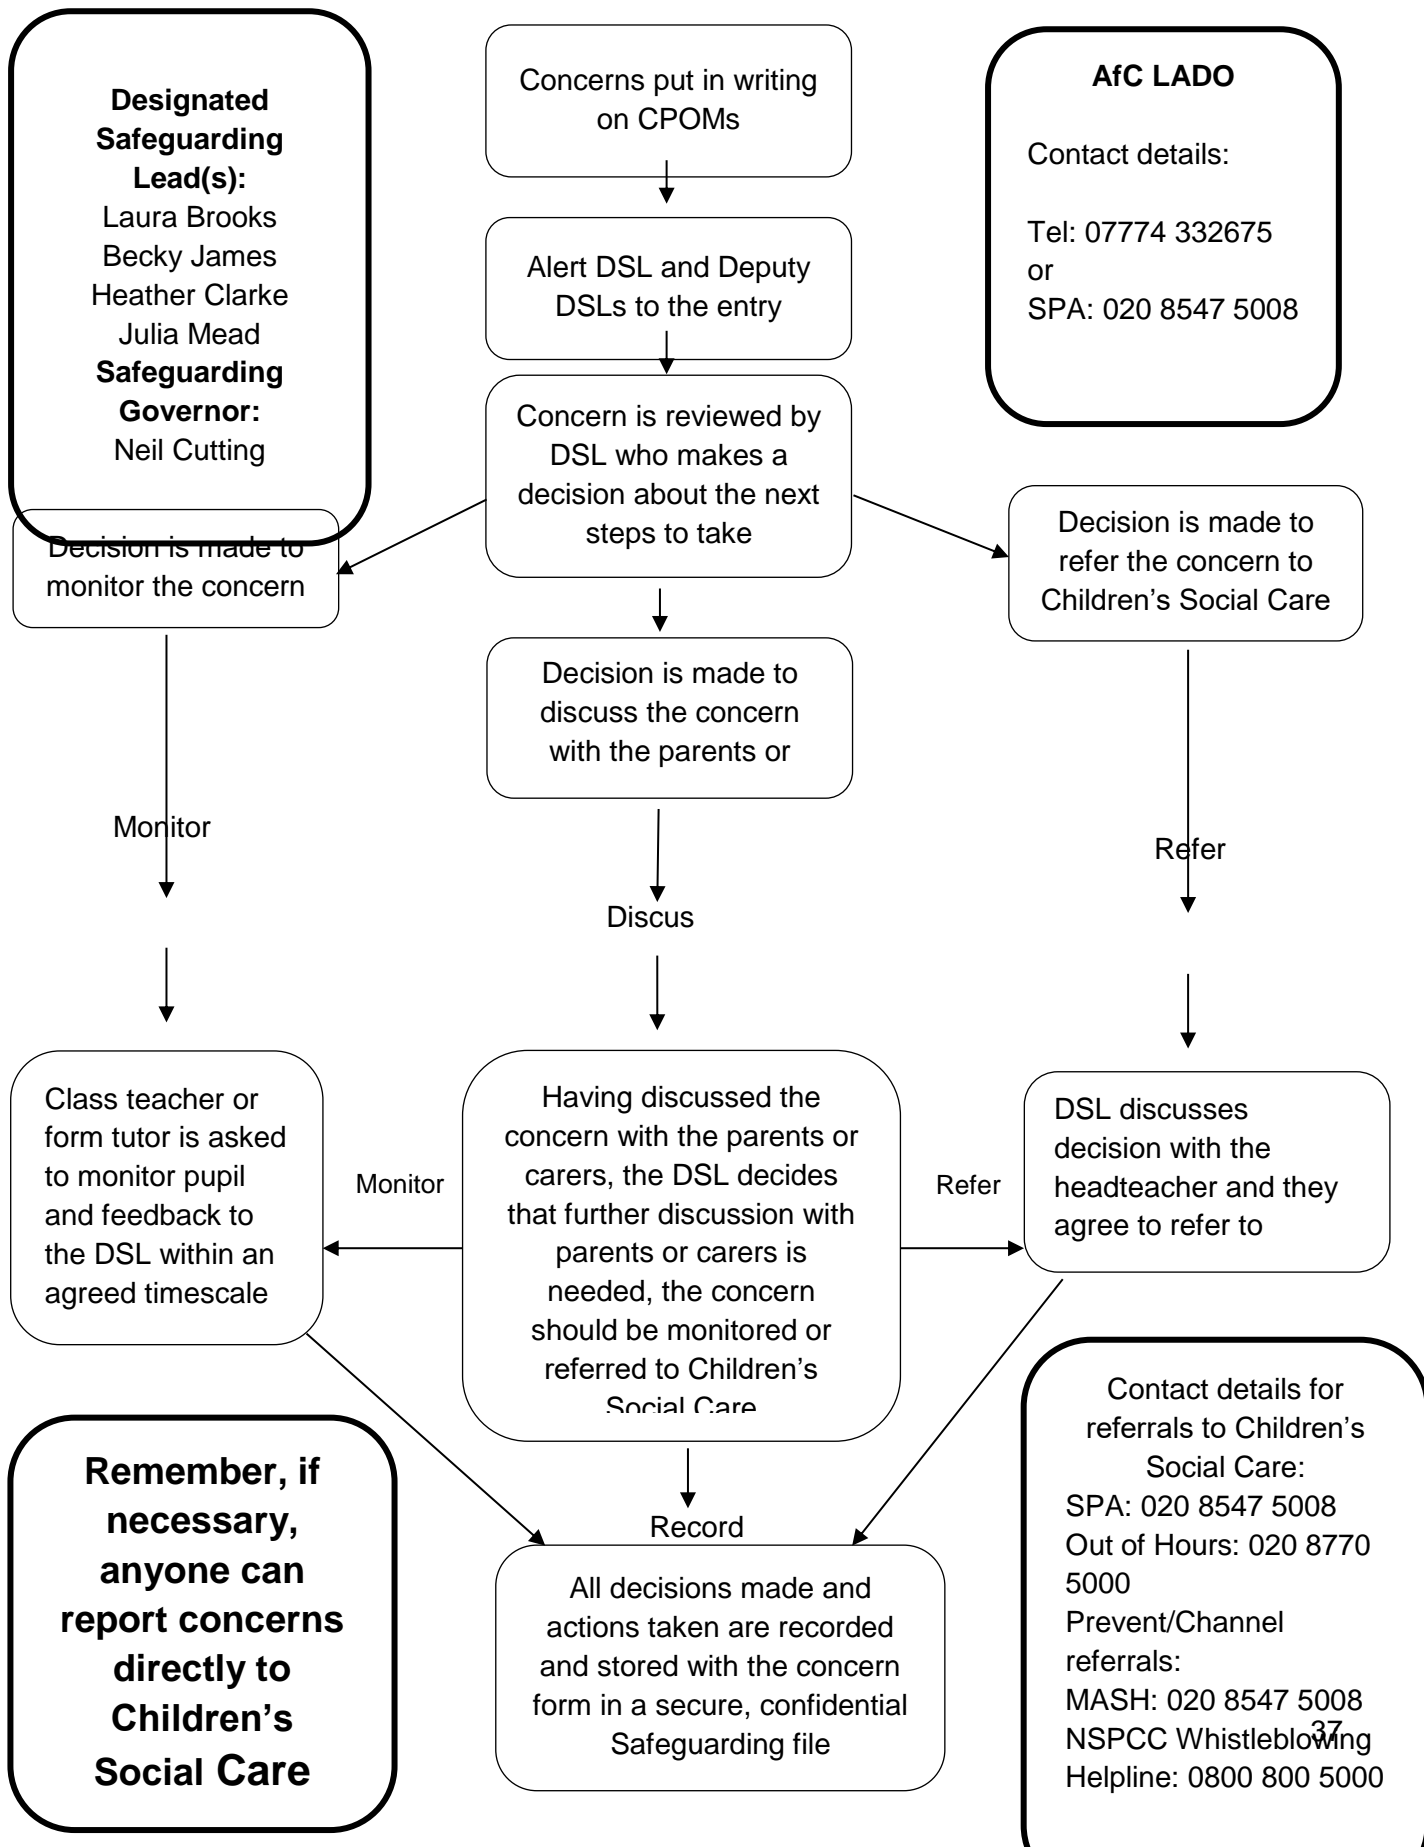 Designated
Safeguarding
Lead(s):
Laura Brooks
Becky James
Heather Clarke
Julia Mead
Safeguarding
Governor:
Neil Cutting
Concerns put in writing
on CPOMs
AfC LADO
Contact details:
Tel: 07774 332675
or
SPA: 020 8547 5008
Alert DSL and Deputy
DSLs to the entry
Concern is reviewed by
DSL who makes a
decision about the next
steps to take
Decision is made to
monitor the concern
Decision is made to
discuss the concern
with the parents or
Decision is made to
refer the concern to
Children’s Social Care
Monitor
Discus
Refer
Class teacher or
form tutor is asked
to monitor pupil
and feedback to
the DSL within an
agreed timescale
Monitor
Having discussed the
concern with the parents or
carers, the DSL decides
that further discussion with
parents or carers is
needed, the concern
should be monitored or
referred to Children’s
Social Care
Refer
DSL discusses
decision with the
headteacher and they
agree to refer to
Remember, if
necessary,
anyone can
report concerns
directly to
Children’s
Social Care
Record
All decisions made and
actions taken are recorded
and stored with the concern
form in a secure, confidential
Safeguarding file
Contact details for
referrals to Children’s
Social Care:
SPA: 020 8547 5008
Out of Hours: 020 8770
5000
Prevent/Channel
referrals:
MASH: 020 8547 5008
NSPCC Whistleblowing
Helpline: 0800 800 5000
37